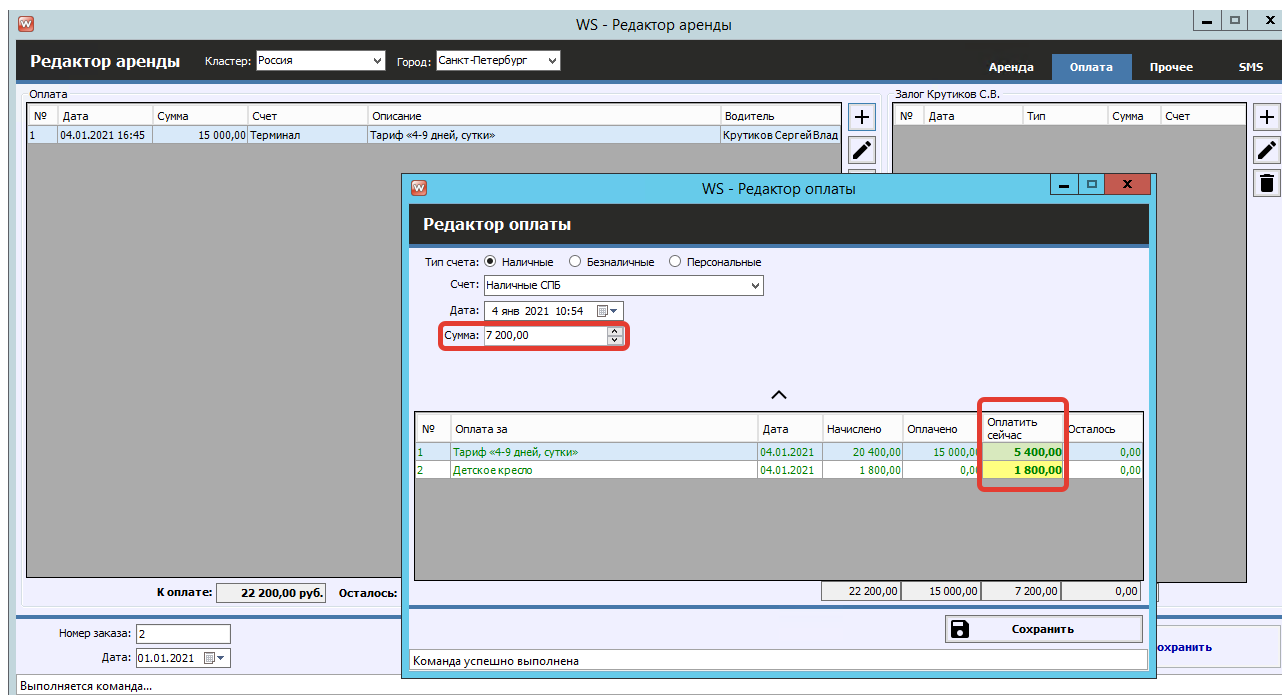 WS - Редактор аренды
Редактор аренды Кластер: Россия Город: Санкт-Петербург Аренда Оплата Прочее SMS
Оплата Залог Крутиков С.В.
№ Дата Сумма Счет Описание Водитель № Дата Тип Сумма Счет
1 04.01.2021 16:45 15 000,00 Терминал Тариф «4-9 дней, сутки» Крутиков Сергей Влад
WS - Редактор оплаты
Редактор оплаты
Тип счета: Наличные Безналичные Персональные
Счет: Наличные СПБ
Дата: 4 янв 2021 10:54
Сумма: 7 200,00
№ Оплата за Дата Начислено Оплачено Оплатить сейчас Осталось
1 Тариф «4-9 дней, сутки» 04.01.2021 20 400,00 15 000,00 5 400,00 0,00
2 Детское кресло 04.01.2021 1 800,00 0,00 1 800,00 0,00
22 200,00 15 000,00 7 200,00 0,00
К оплате: 22 200,00 руб. Осталось:
Сохранить
Номер заказа: 2
Дата: 01.01.2021
охранить
Команда успешно выполнена
Выполняется команда...